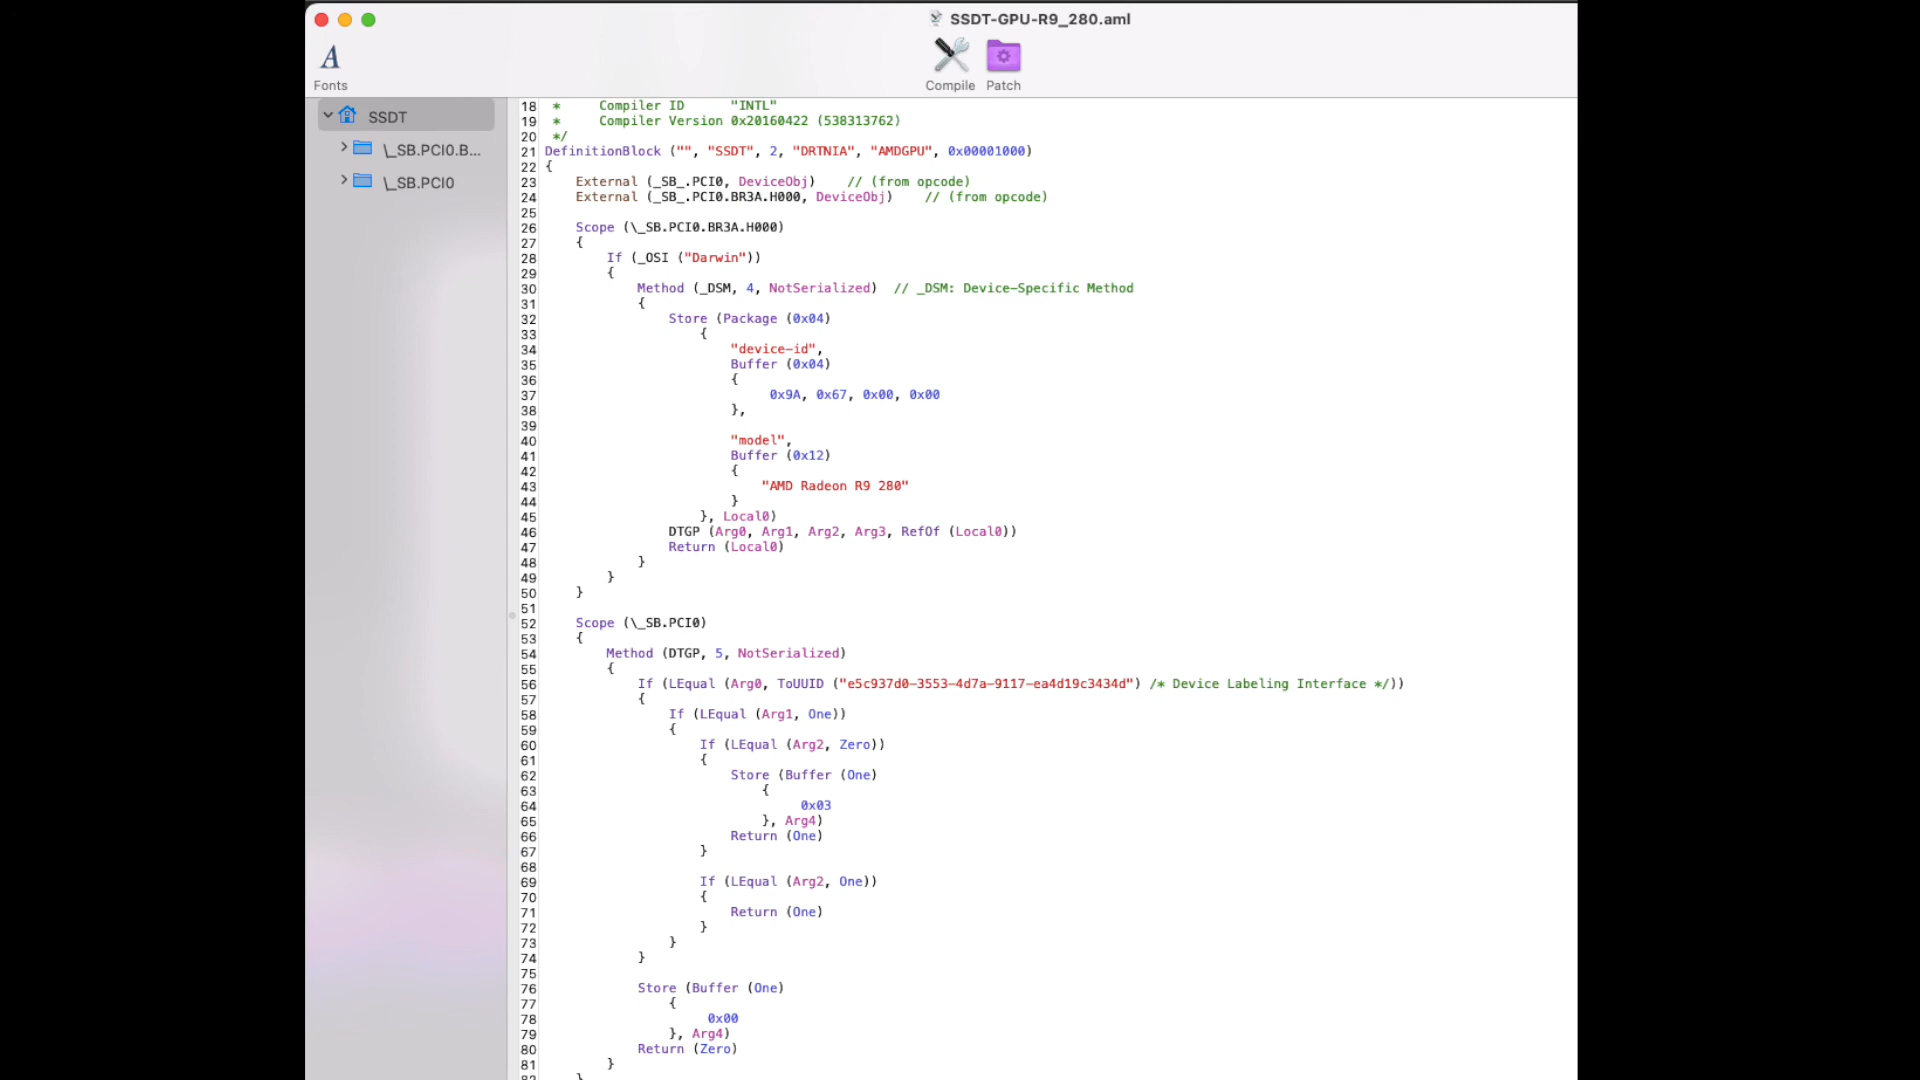 SSDT-GPU-R9_280.aml
A
Fonts
Compile
Patch
SSDT
\_SB.PCI0.B...
\_SB.PCI0
18 * Compiler ID "INTL"
19 * Compiler Version 0x20160422 (538313762)
20 */
21 DefinitionBlock ("", "SSDT", 2, "DRTNIA", "AMDGPU", 0x00001000)
22 {
23 External (_SB_.PCI0, DeviceObj) // (from opcode)
24 External (_SB_.PCI0.BR3A.H000, DeviceObj) // (from opcode)
25
26 Scope (\_SB.PCI0.BR3A.H000)
27 {
28 If (_OSI ("Darwin"))
29 {
30 Method (_DSM, 4, NotSerialized) // _DSM: Device-Specific Method
31 {
32 Store (Package (0x04)
33 {
34 "device-id",
35 Buffer (0x04)
36 {
37 0x9A, 0x67, 0x00, 0x00
38 },
39
40 "model",
41 Buffer (0x12)
42 {
43 "AMD Radeon R9 280"
44 }
45 }, Local0)
46 DTGP (Arg0, Arg1, Arg2, Arg3, RefOf (Local0))
47 Return (Local0)
48 }
49 }
50 }
51
52 Scope (\_SB.PCI0)
53 {
54 Method (DTGP, 5, NotSerialized)
55 {
56 If (LEqual (Arg0, ToUUID ("e5c937d0-3553-4d7a-9117-ea4d19c3434d") /* Device Labeling Interface */))
57 {
58 If (LEqual (Arg1, One))
59 {
60 If (LEqual (Arg2, Zero))
61 {
62 Store (Buffer (One)
63 {
64 0x03
65 }, Arg4)
66 Return (One)
67 }
68
69 If (LEqual (Arg2, One))
70 {
71 Return (One)
72 }
73 }
74 }
75
76 Store (Buffer (One)
77 {
78 0x00
79 }, Arg4)
80 Return (Zero)
81 }
82 }